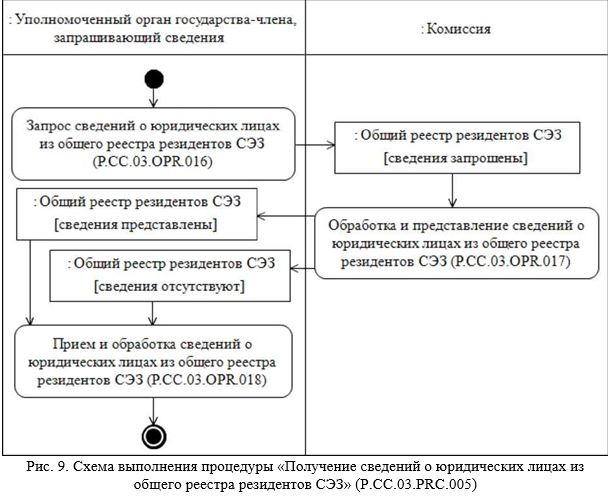 : Уполномоченный орган государства-члена,
запрашивающий сведения
: Комиссия
Запрос сведений о юридических лицах
из общего реестра резидентов СЭЗ
(P.CC.03.OPR.016)
: Общий реестр резидентов СЭЗ
[сведения запрошены]
: Общий реестр резидентов СЭЗ
[сведения представлены]
Обработка и представление сведений о
юридических лицах из общего реестра
резидентов СЭЗ (P.CC.03.OPR.017)
: Общий реестр резидентов СЭЗ
[сведения отсутствуют]
Прием и обработка сведений о
юридических лицах из общего реестра
резидентов СЭЗ (P.CC.03.OPR.018)
Рис. 9. Схема выполнения процедуры «Получение сведений о юридических лицах из
общего реестра резидентов СЭЗ» (P.CC.03.PRC.005)